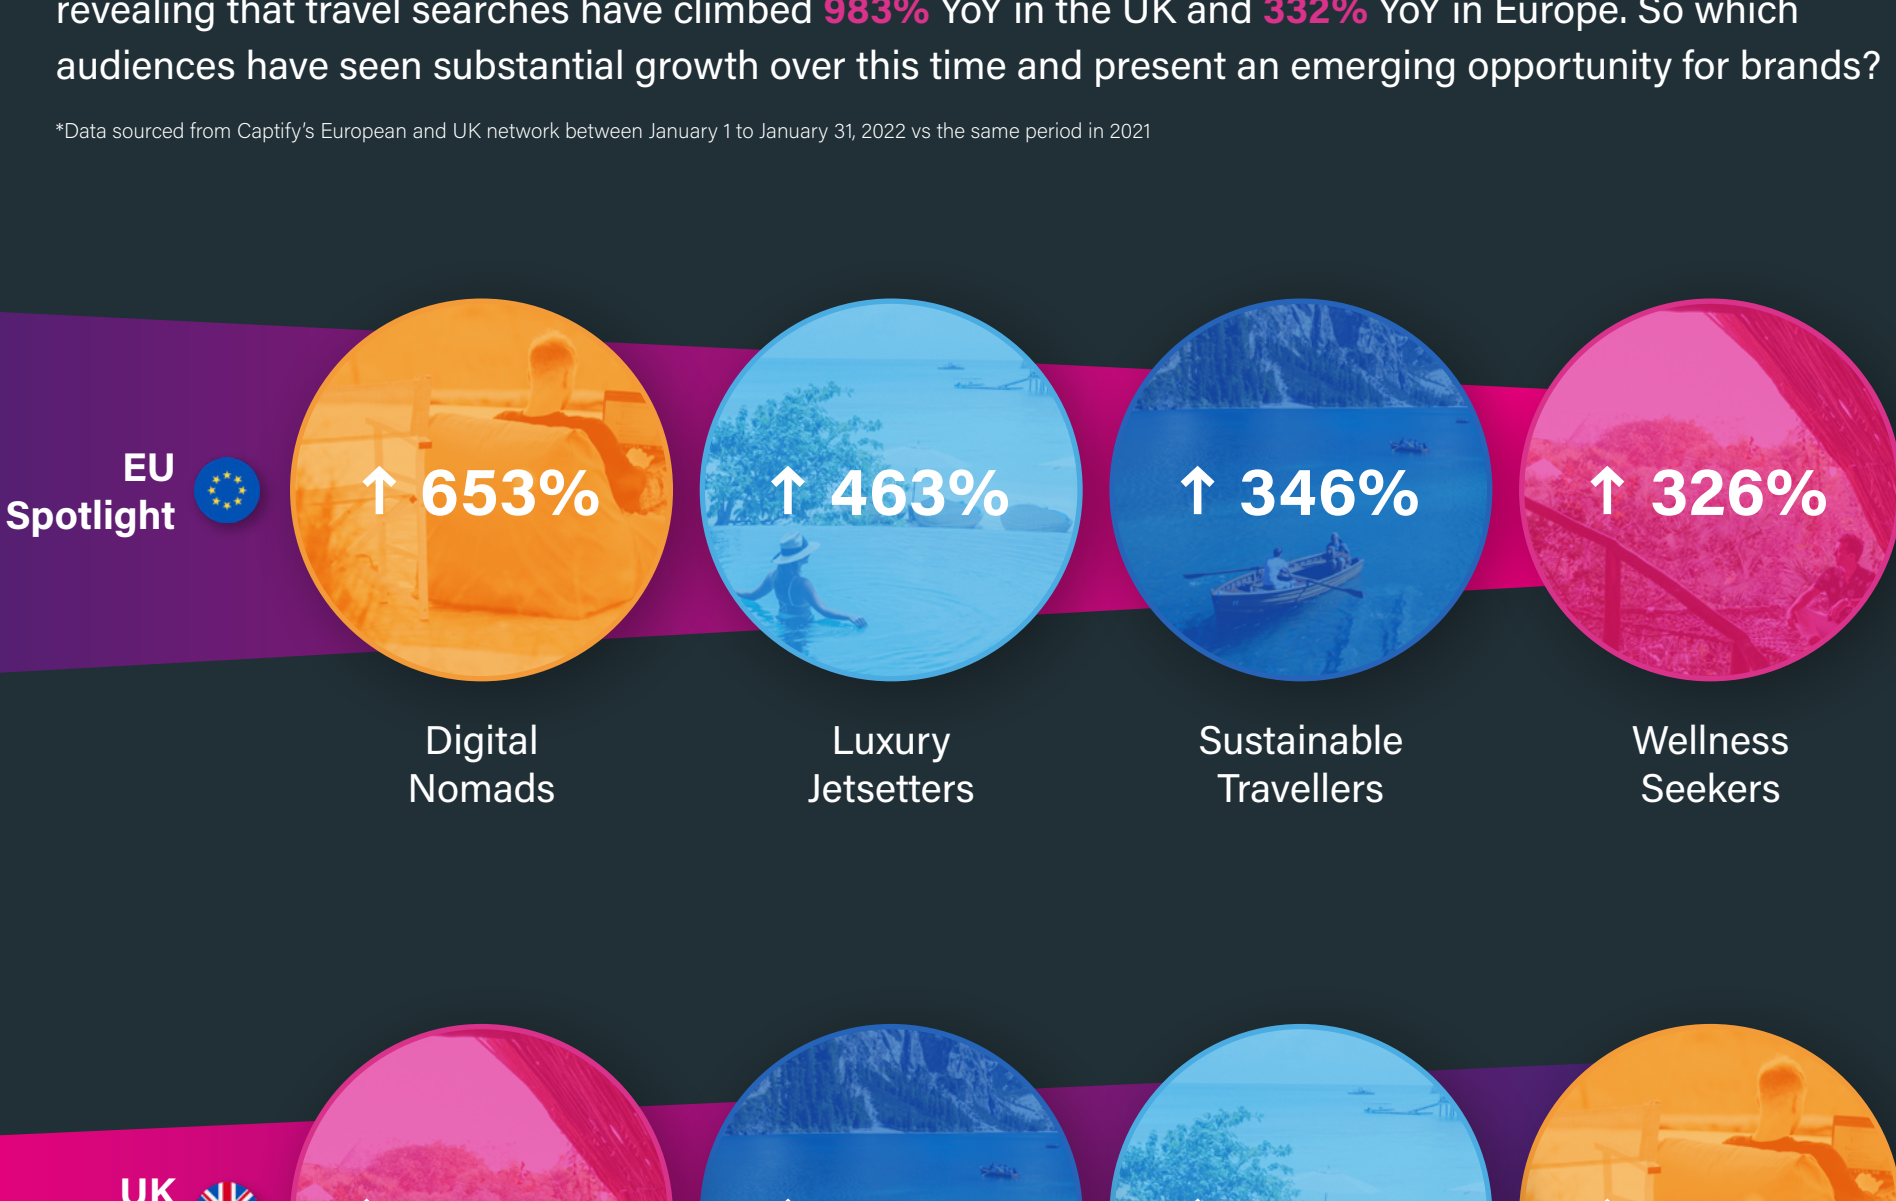 revealing that travel searches have climbed 983% YoY in the UK and 332% YoY in Europe. So which
audiences have seen substantial growth over this time and present an emerging opportunity for brands?
*Data sourced from Captify’s European and UK network between January 1 to January 31, 2022 vs the same period in 2021
EU
Spotlight
↑ 653%
↑ 463%
↑ 346%
↑ 326%
Digital
Nomads
Luxury
Jetsetters
Sustainable
Travellers
Wellness
Seekers
UK